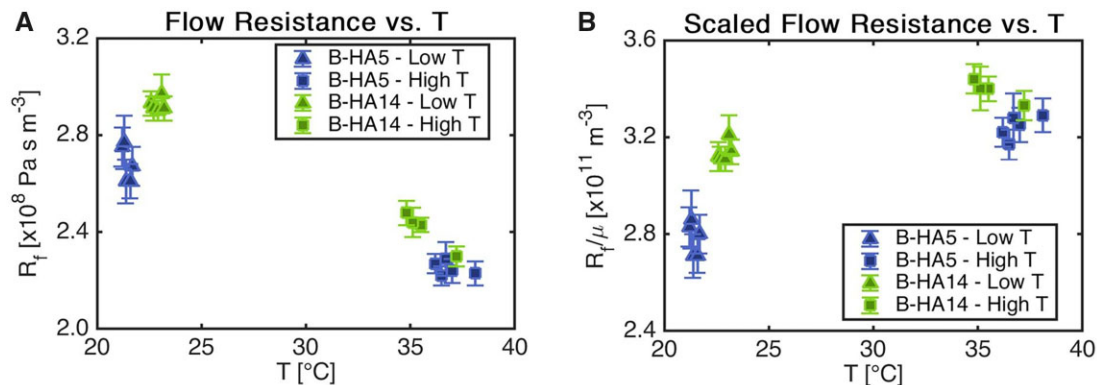 A
Flow Resistance vs. T
3.2
2.8
2.4
2.0
R_f [x10^8 Pa s m^-3]
B-HA5 - Low T
B-HA5 - High T
B-HA14 - Low T
B-HA14 - High T
20
25
30
35
40
T [°C]
B
Scaled Flow Resistance vs. T
3.6
3.2
2.8
2.4
R_f/μ [x10^11 m^-3]
B-HA5 - Low T
B-HA5 - High T
B-HA14 - Low T
B-HA14 - High T
20
25
30
35
40
T [°C]